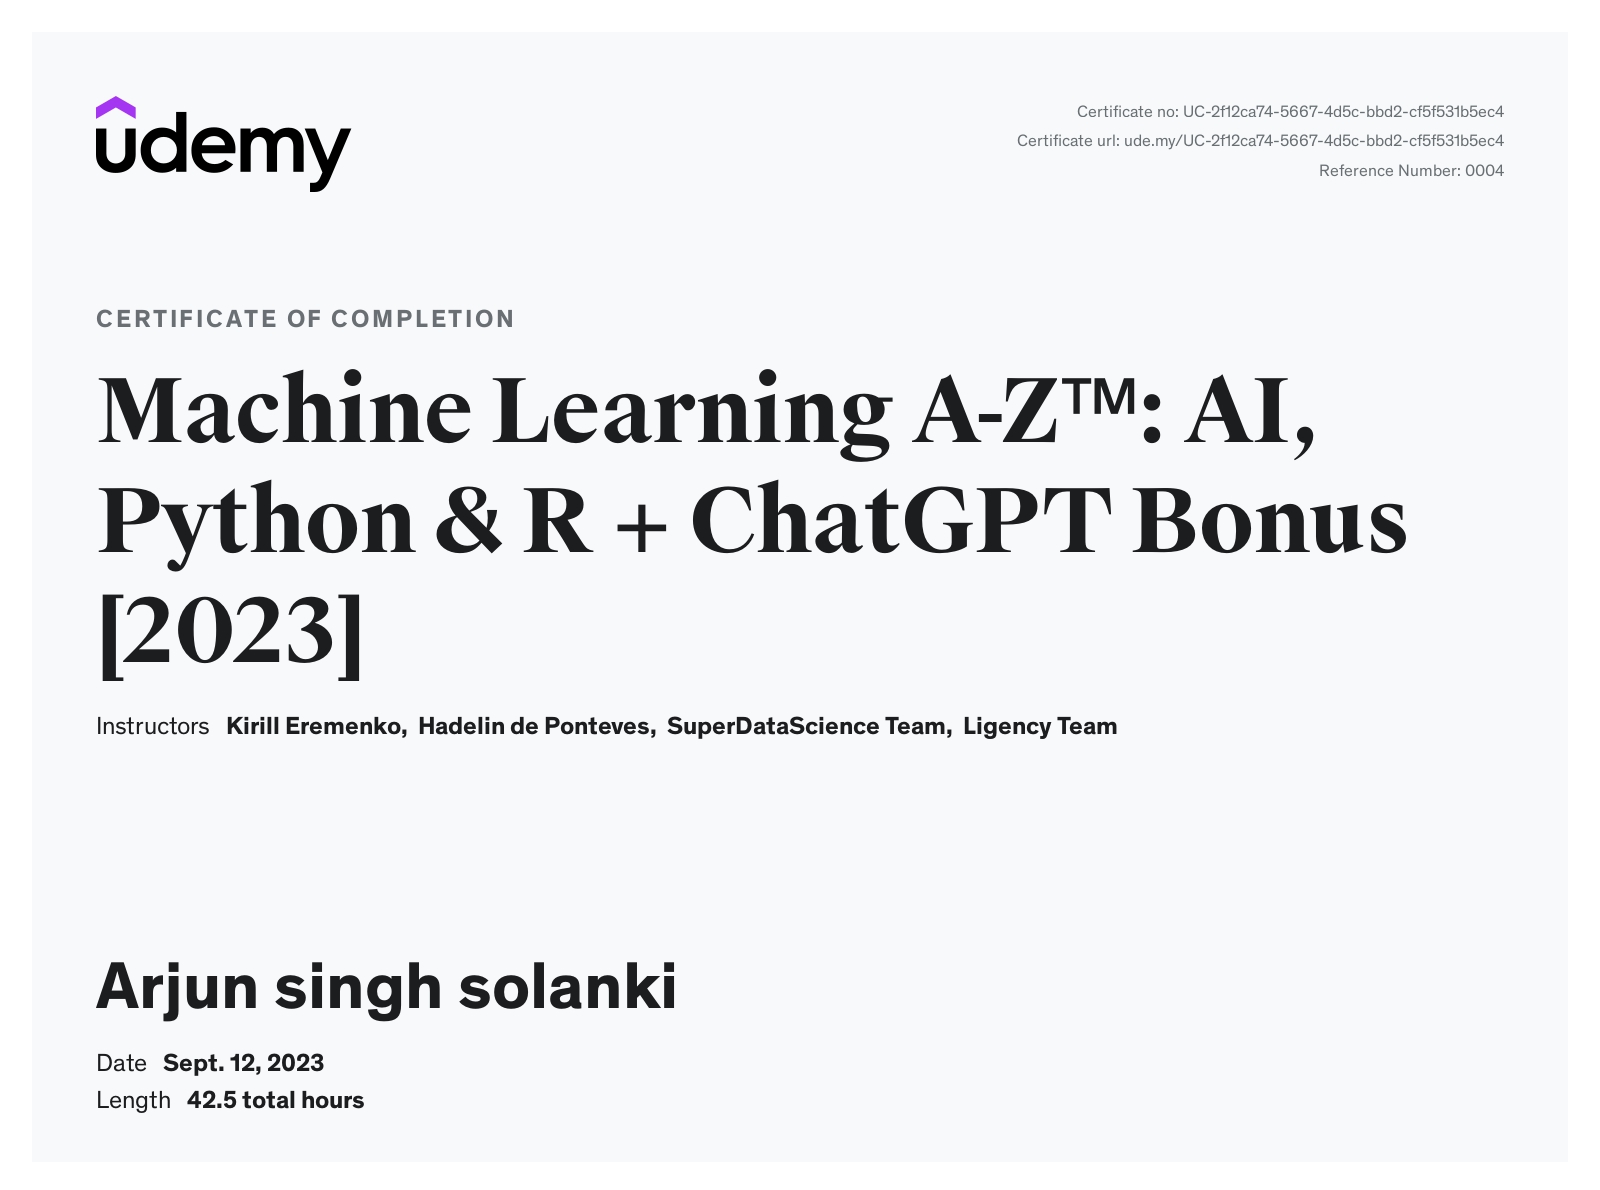 udemy
Certificate no: UC-2f12ca74-5667-4d5c-bbd2-cf5f531b5ec4
Certificate url: ude.my/UC-2f12ca74-5667-4d5c-bbd2-cf5f531b5ec4
Reference Number: 0004
CERTIFICATE OF COMPLETION
Machine Learning A-Z™: AI,
Python & R + ChatGPT Bonus
[2023]
Instructors Kirill Eremenko, Hadelin de Ponteves, SuperDataScience Team, Ligency Team
Arjun singh solanki
Date Sept. 12, 2023
Length 42.5 total hours